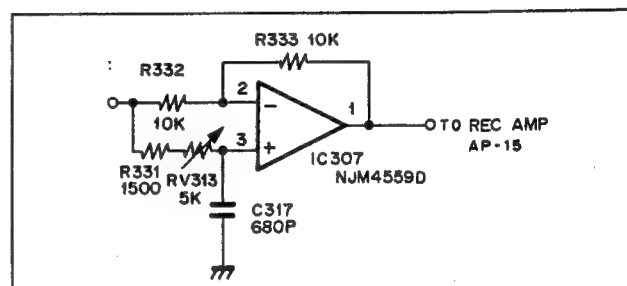 R333 10K
R332
10K
2
1
3
R331
1500
RV313
5K
IC307
NJM4559D
TO REC AMP
AP-15
C317
680P